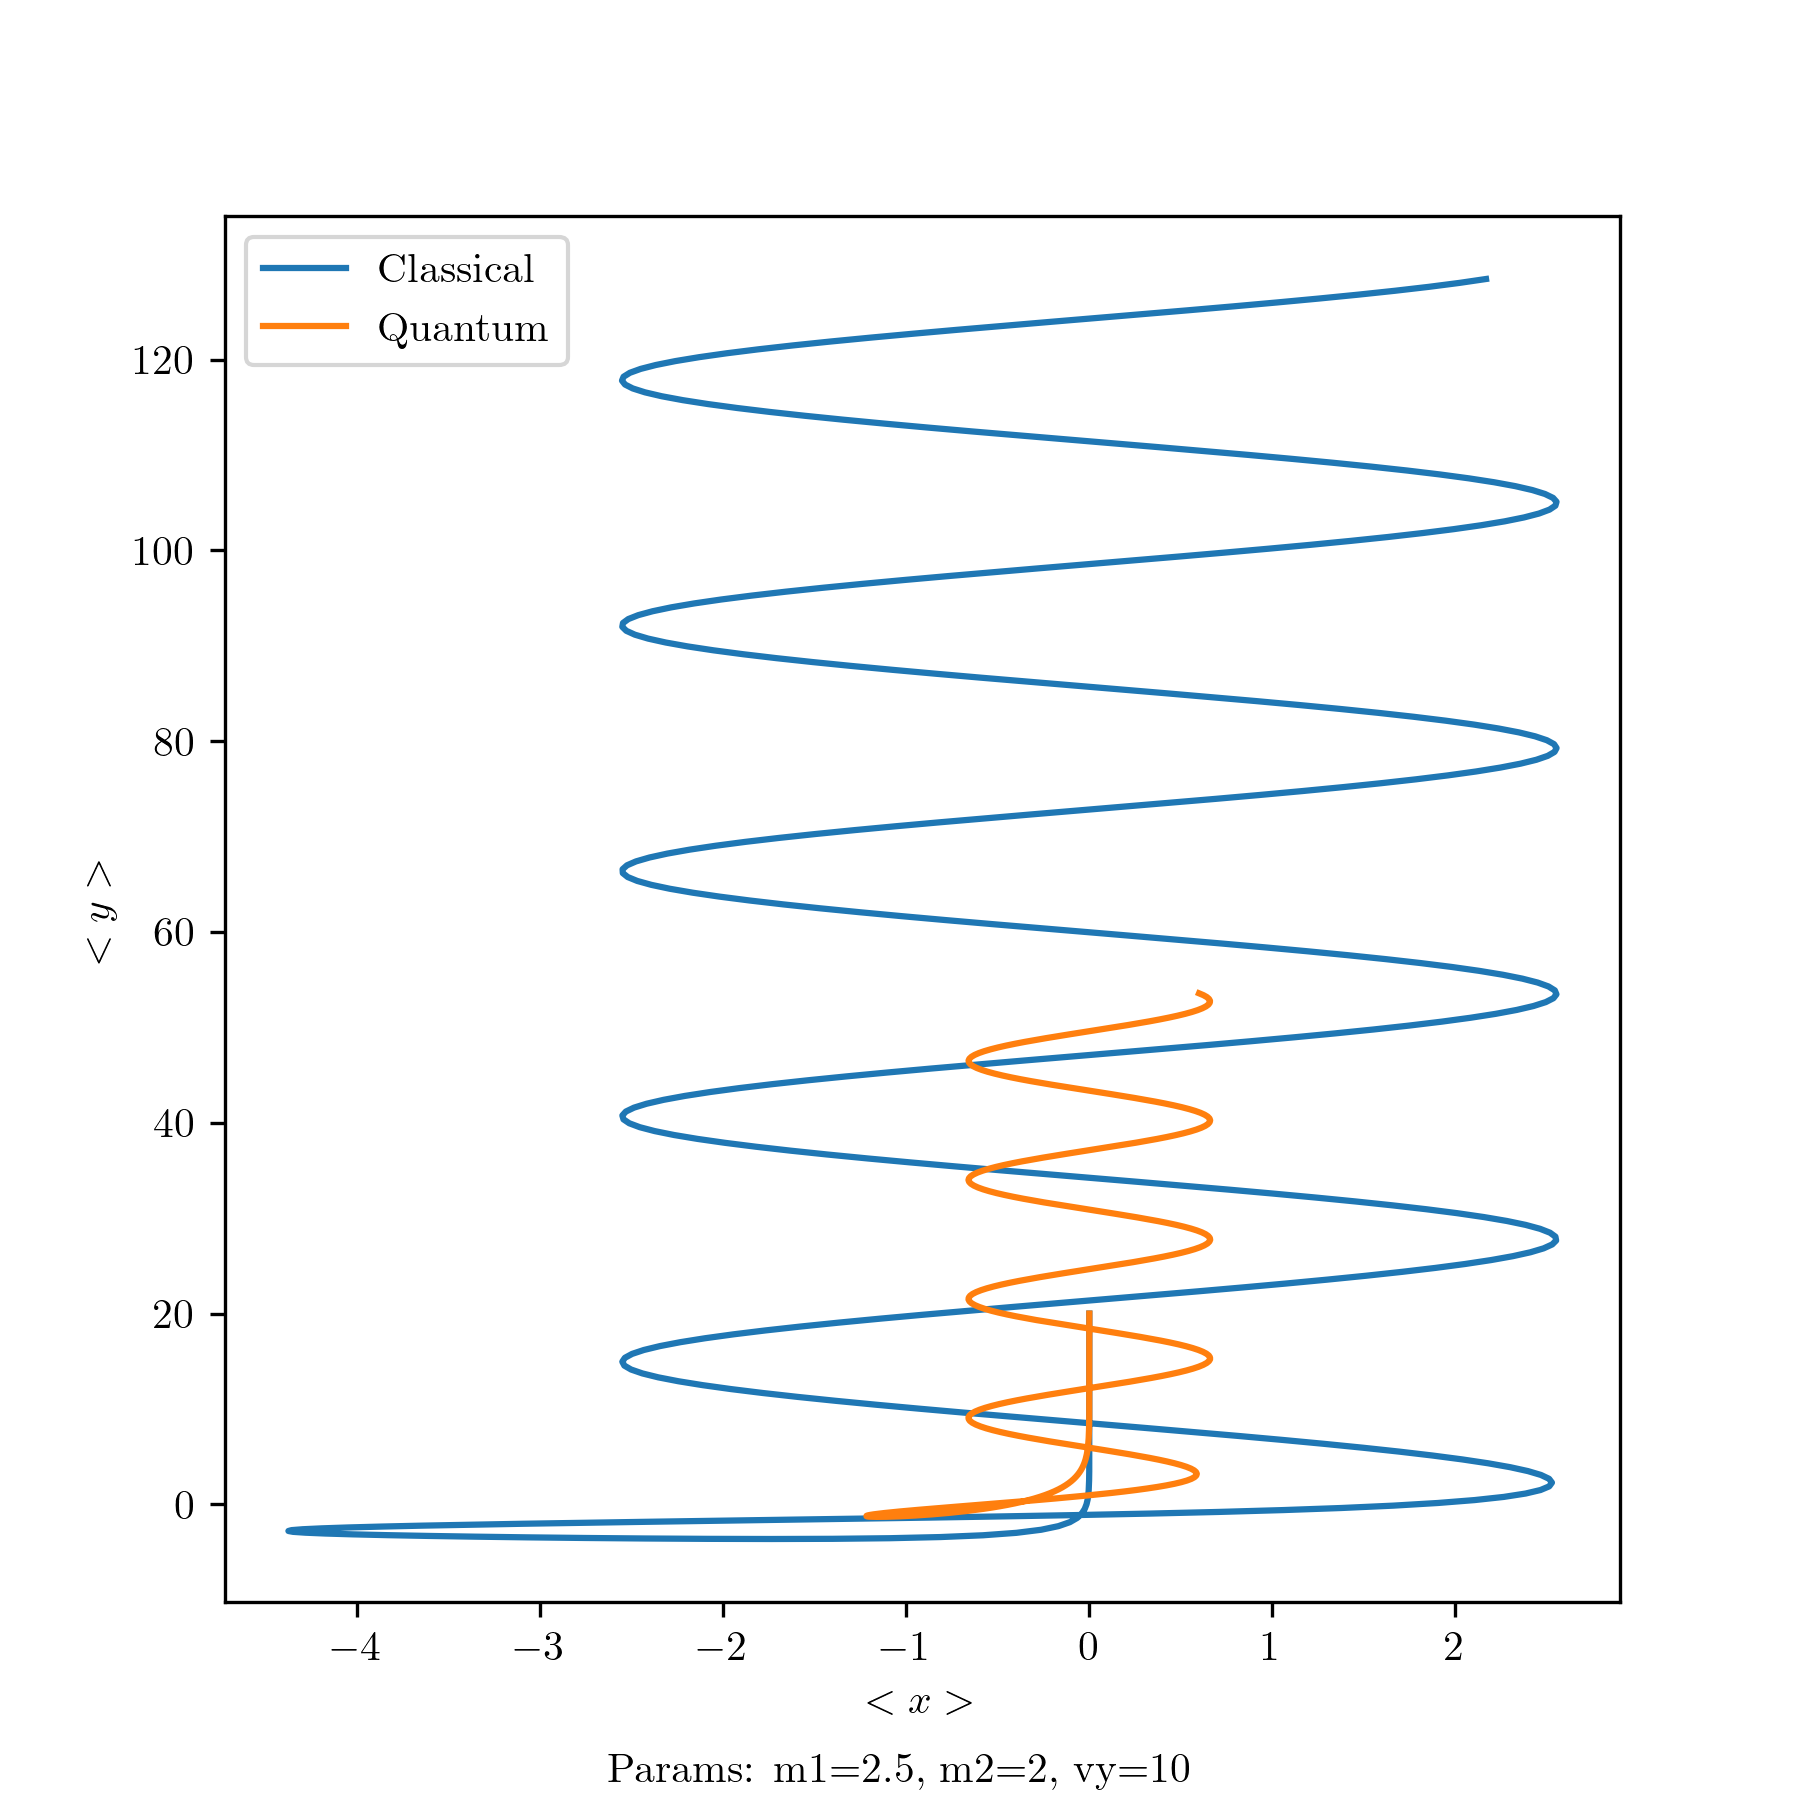 Classical
Quantum
120
100
80
60
40
20
0
< y >
−4 −3 −2 −1 0 1 2
< x >
Params: m1=2.5, m2=2, vy=10